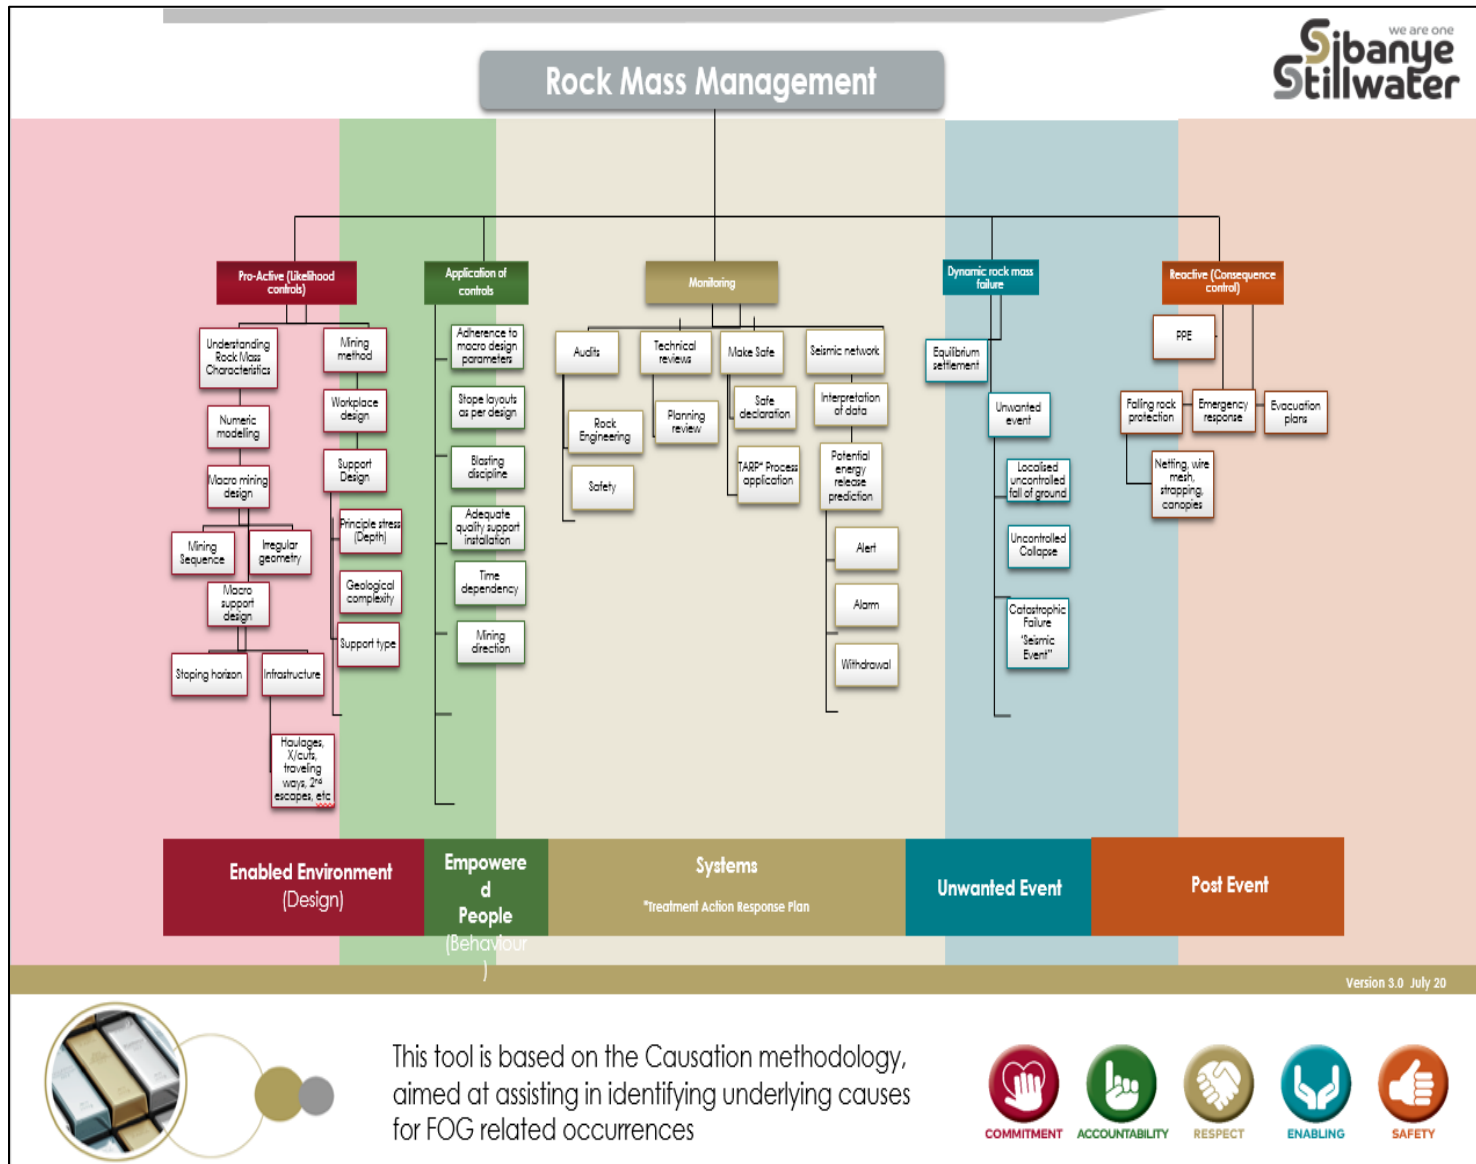 we are one
Sibanye
Stillwater
Rock Mass Management
Pro-Active (Likelihood
controls)
Understanding
Rock Mass
Characteristics
Numeric
modelling
Macro mining
design
Mining
Sequence
Irregular
geometry
Macro
support
design
Stoping horizon
Infrastructure
Haulages,
X/cuts,
traveling
ways, 2nd
escapes, etc
Mining
method
Workplace
design
Support
Design
Principle stress
(Depth)
Geological
complexity
Support type
Application of
controls
Adherence to
macro design
parameters
Stope layouts
as per design
Blasting
discipline
Adequate
quality support
installation
Time
dependency
Mining
direction
Monitoring
Audits
Rock
Engineering
Safety
Technical
reviews
Planning
review
Make Safe
Safe
declaration
TARP* Process
application
Seismic network
Interpretation
of data
Potential
energy
release
prediction
Alert
Alarm
Withdrawal
Dynamic rock mass
failure
Equilibrium
settlement
Unwanted
event
Localised
uncontrolled
fall of ground
Uncontrolled
Collapse
Catastrophic
Failure
'Seismic
Event"
Reactive (Consequence
control)
PPE
Falling rock
protection
Emergency
response
Evacuation
plans
Netting, wire
mesh,
strapping,
canopies
Enabled Environment
(Design)
Empowere
d
People
(Behaviour
)
Systems
*Treatment Action Response Plan
Unwanted Event
Post Event
Version 3.0 July 20
This tool is based on the Causation methodology,
aimed at assisting in identifying underlying causes
for FOG related occurrences
COMMITMENT
ACCOUNTABILITY
RESPECT
ENABLING
SAFETY